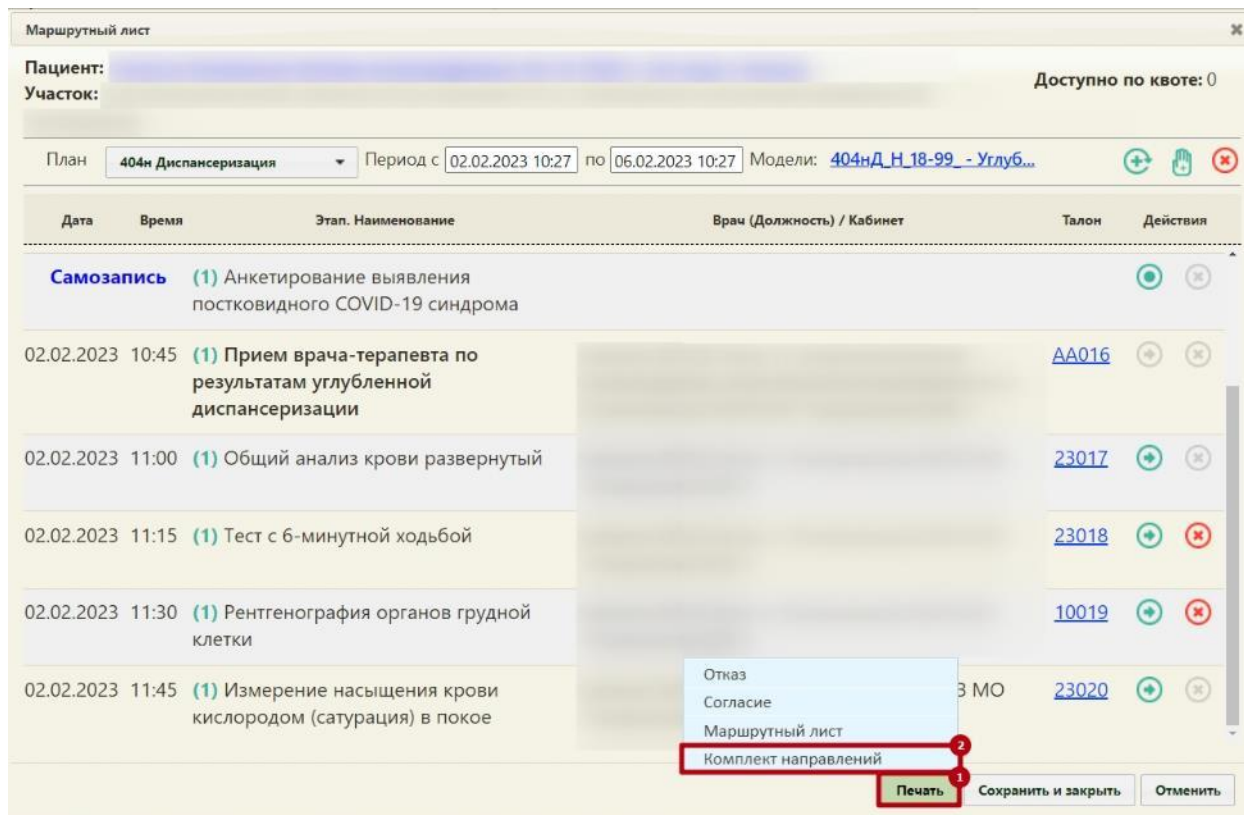 Маршрутный лист
Пациент:
Участок:
Доступно по квоте: 0
План 404н Диспансеризация Период с 02.02.2023 10:27 по 06.02.2023 10:27 Модели: 404нД_Н_18-99_ - Углуб...
Дата Время Этап. Наименование Врач (Должность) / Кабинет Талон Действия
Самозапись (1) Анкетирование выявления
постковидного COVID-19 синдрома
02.02.2023 10:45 (1) Прием врача-терапевта по АА016
результатам углубленной
диспансеризации
02.02.2023 11:00 (1) Общий анализ крови развернутый 23017
02.02.2023 11:15 (1) Тест с 6-минутной ходьбой 23018
02.02.2023 11:30 (1) Рентгенография органов грудной 10019
клетки
02.02.2023 11:45 (1) Измерение насыщения крови З МО 23020
кислородом (сатурация) в покое
Отказ
Согласие
Маршрутный лист
Комплект направлений 2
Печать 1 Сохранить и закрыть Отменить